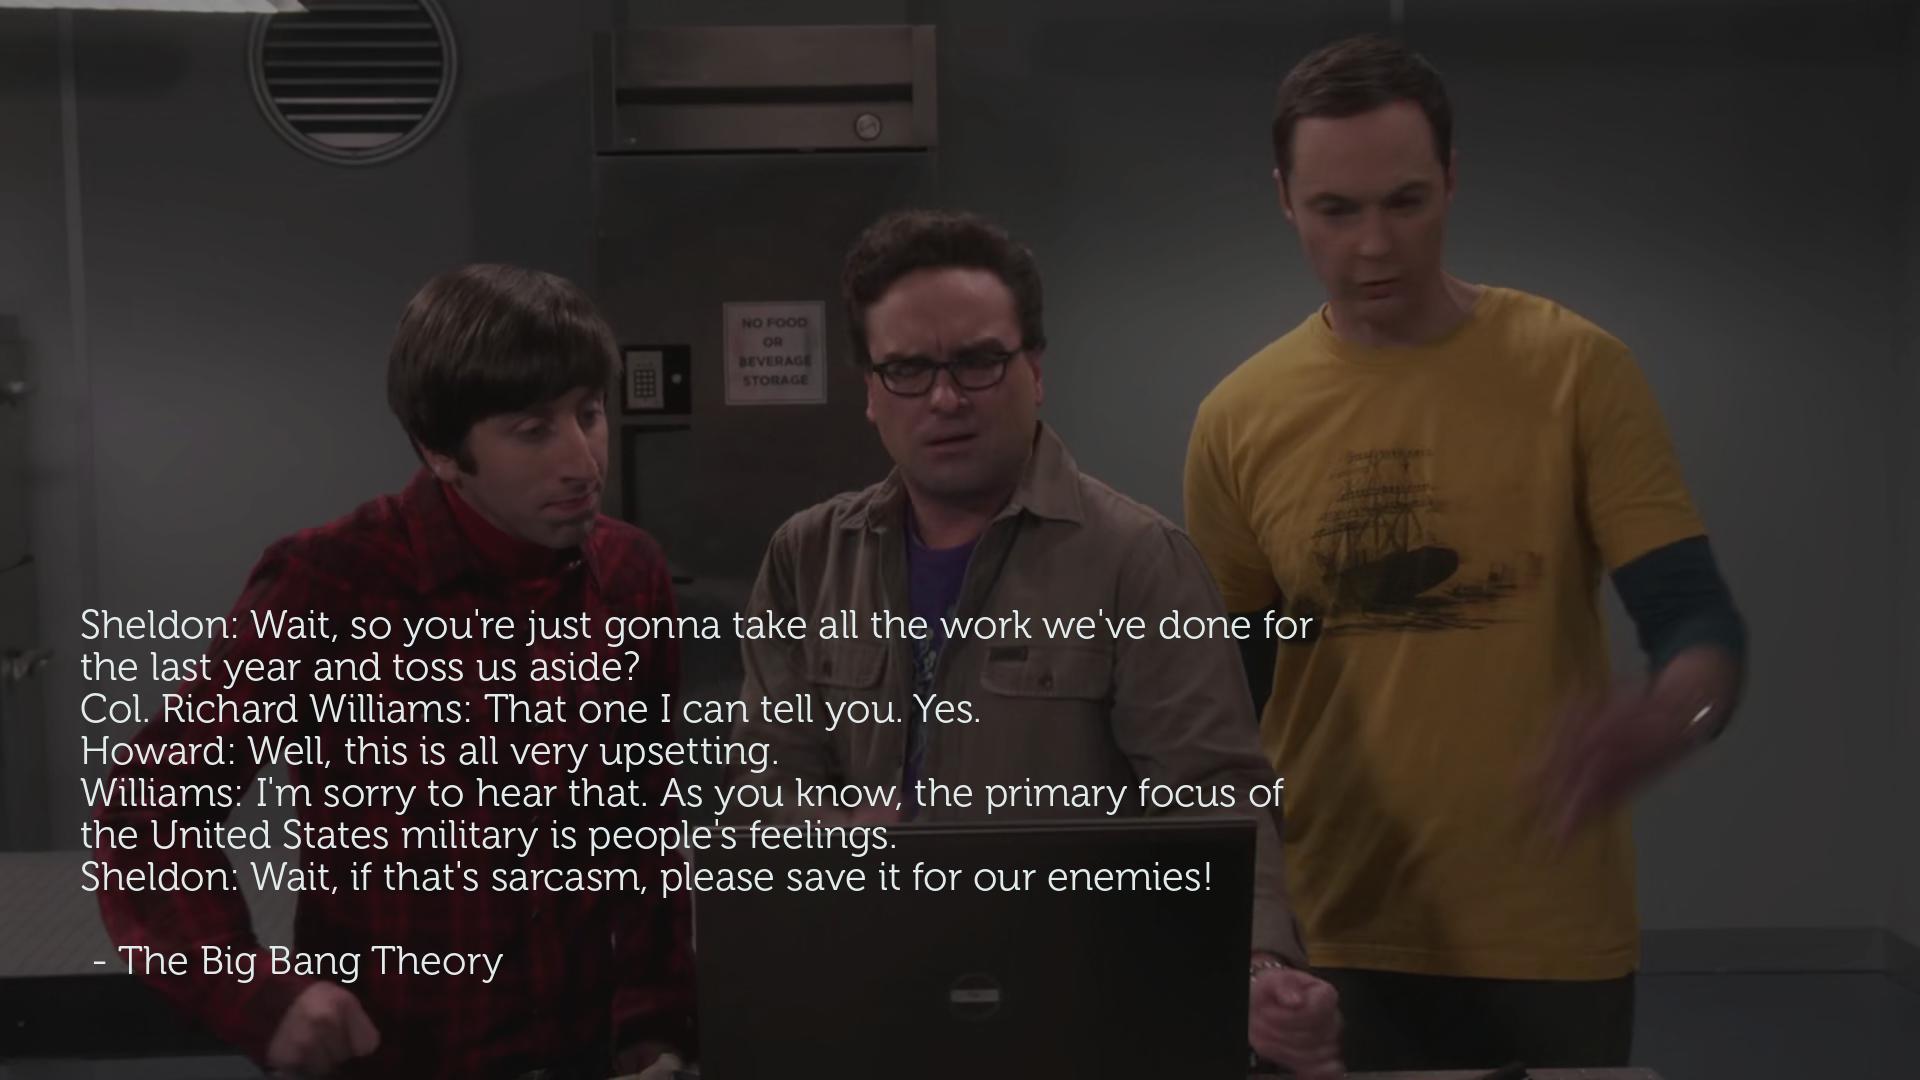 NO FOOD
OR
BEVERAGE
STORAGE
Sheldon: Wait, so you're just gonna take all the work we've done for
the last year and toss us aside?
Col. Richard Williams: That one I can tell you. Yes.
Howard: Well, this is all very upsetting.
Williams: I'm sorry to hear that. As you know, the primary focus of
the United States military is people's feelings.
Sheldon: Wait, if that's sarcasm, please save it for our enemies!
- The Big Bang Theory